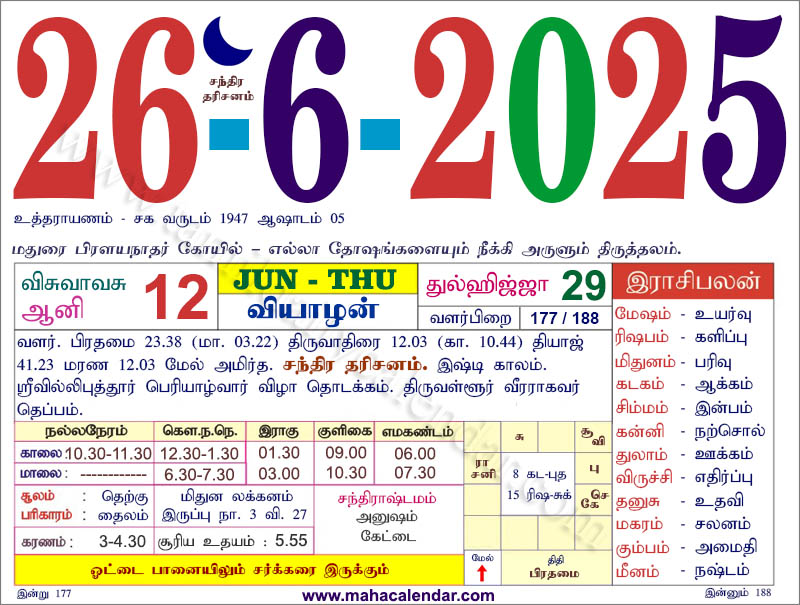 26-6-2025
சந்திர
தரிசனம்
உத்தராயணம் - சக வருடம் 1947 ஆஷாடம் 05
மதுரை பிரளயநாதர் கோயில் – எல்லா தோஷங்களையும் நீக்கி அருளும் திருத்தலம்.
விசுவாவசு
ஆனி 12
JUN - THU
வியாழன்
துல்ஹிஜ்ஜா 29
வளர்பிறை 177 / 188
வளர். பிரதமை 23.38 (மா. 03.22) திருவாதிரை 12.03 (கா. 10.44) தியாஜ்
41.23 மரண 12.03 மேல் அமிர்த. சந்திர தரிசனம். இஷ்டி காலம்.
ஸ்ரீவில்லிபுத்தூர் பெரியாழ்வார் விழா தொடக்கம். திருவள்ளூர் வீரராகவர்
தெப்பம்.
நல்லநேரம் கௌ.ந.நெ. இராகு குளிகை எமகண்டம்
காலை: 10.30-11.30 12.30-1.30 01.30 09.00 06.00
மாலை: ------------ 6.30-7.30 03.00 10.30 07.30
சூலம் : தெற்கு
பரிகாரம் : தைலம்
மிதுன லக்கனம்
இருப்பு நா. 3 வி. 27
கரணம் : 3-4.30 சூரிய உதயம் : 5.55
சந்திராஷ்டமம்
அனுஷம்
கேட்டை
ஓட்டை பானையிலும் சர்க்கரை இருக்கும்
சு
சூ
வி
ரா
சனி
8 கட-புத
15 ரிஷ-சுக்
பு
செ
கே
மேல்
திதி
பிரதமை
இராசிபலன்
மேஷம் - உயர்வு
ரிஷபம் - களிப்பு
மிதுனம் - பரிவு
கடகம் - ஆக்கம்
சிம்மம் - இன்பம்
கன்னி - நற்சொல்
துலாம் - ஊக்கம்
விருச்சி - எதிர்ப்பு
தனுசு - உதவி
மகரம் - சலனம்
கும்பம் - அமைதி
மீனம் - நஷ்டம்
இன்று 177
www.mahacalendar.com
இன்னும் 188